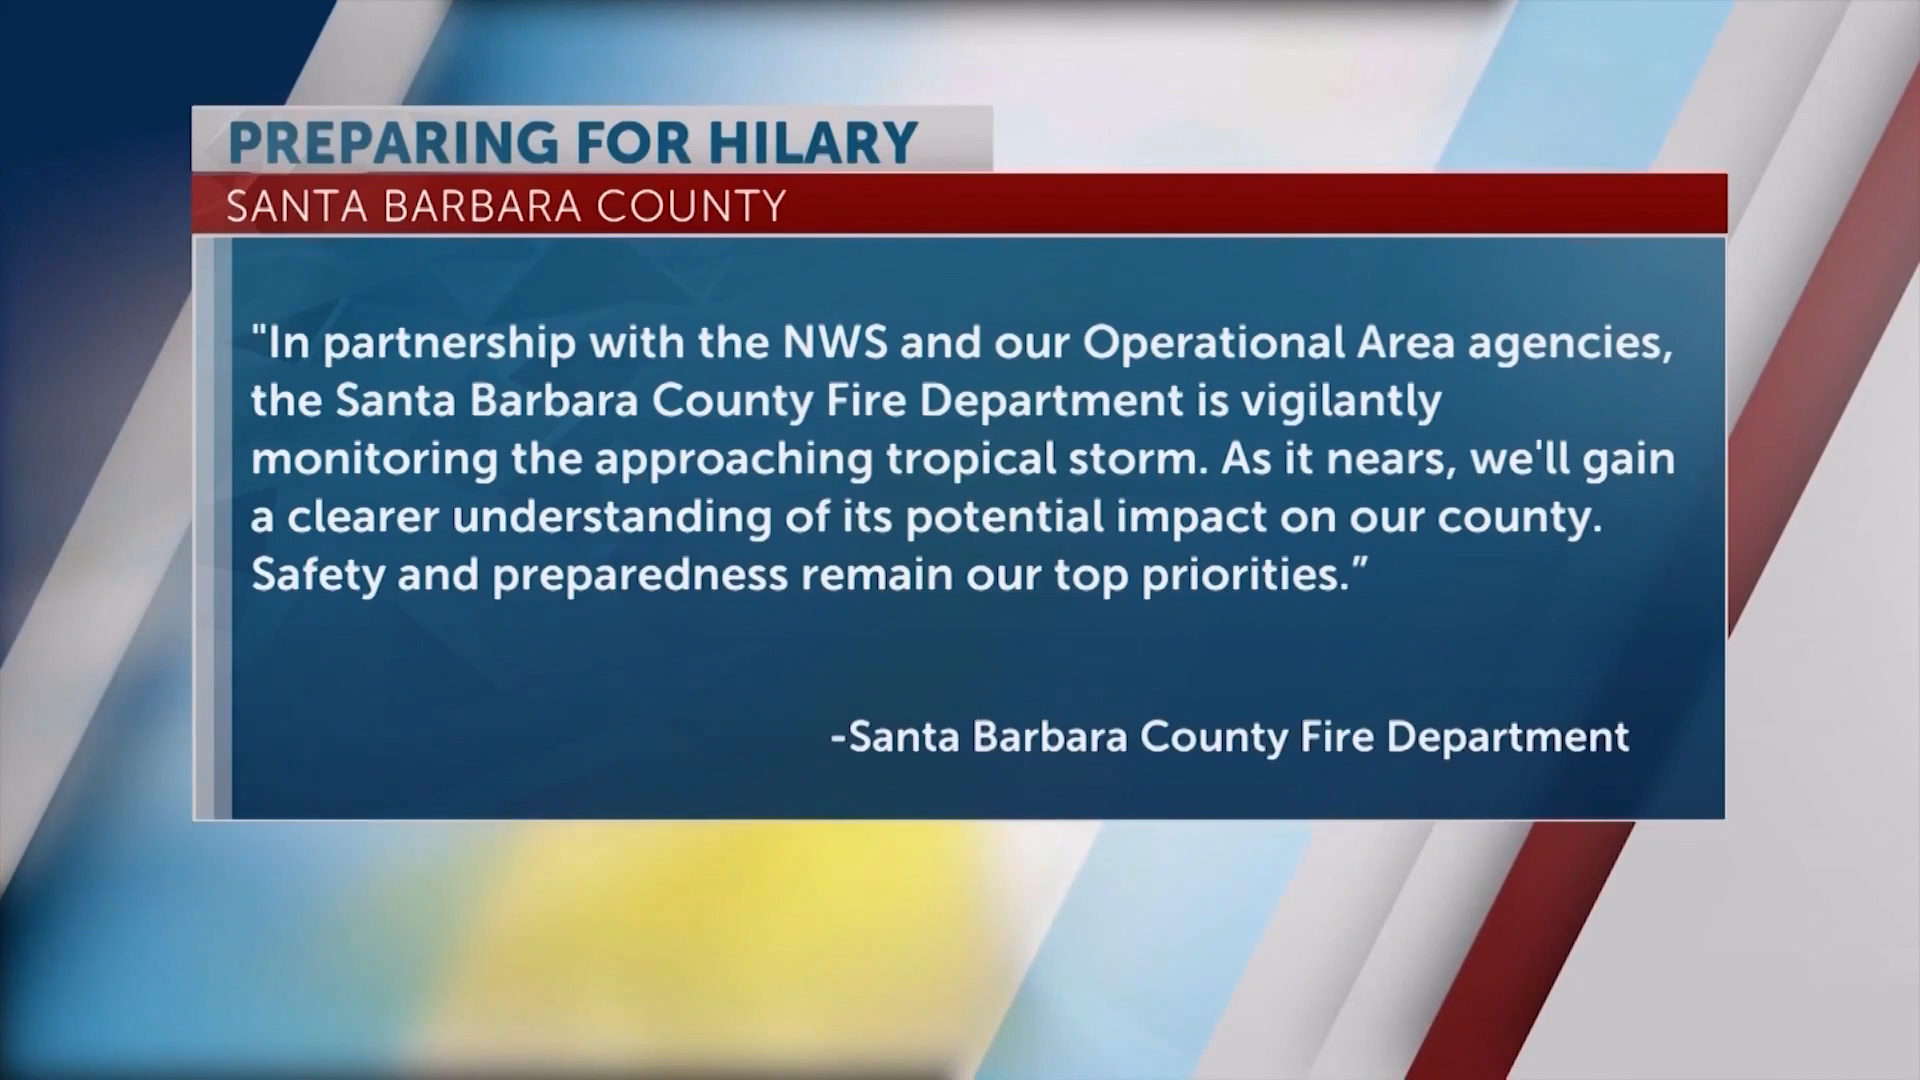 PREPARING FOR HILARY
SANTA BARBARA COUNTY
"In partnership with the NWS and our Operational Area agencies,
the Santa Barbara County Fire Department is vigilantly
monitoring the approaching tropical storm. As it nears, we'll gain
a clearer understanding of its potential impact on our county.
Safety and preparedness remain our top priorities.”
-Santa Barbara County Fire Department